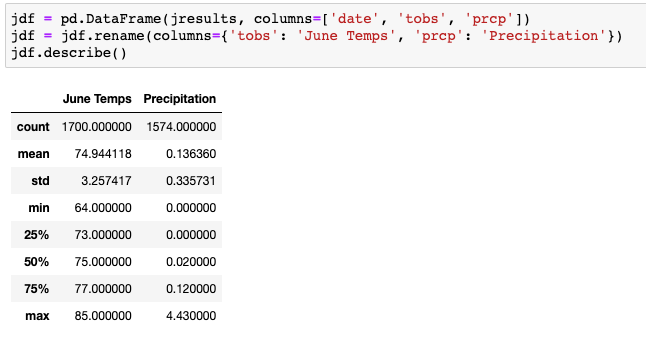 jdf = pd.DataFrame(jresults, columns=['date', 'tobs', 'prcp'])
jdf = jdf.rename(columns={'tobs': 'June Temps', 'prcp': 'Precipitation'})
jdf.describe()
June Temps Precipitation
count 1700.000000 1574.000000
mean 74.944118 0.136360
std 3.257417 0.335731
min 64.000000 0.000000
25% 73.000000 0.000000
50% 75.000000 0.020000
75% 77.000000 0.120000
max 85.000000 4.430000